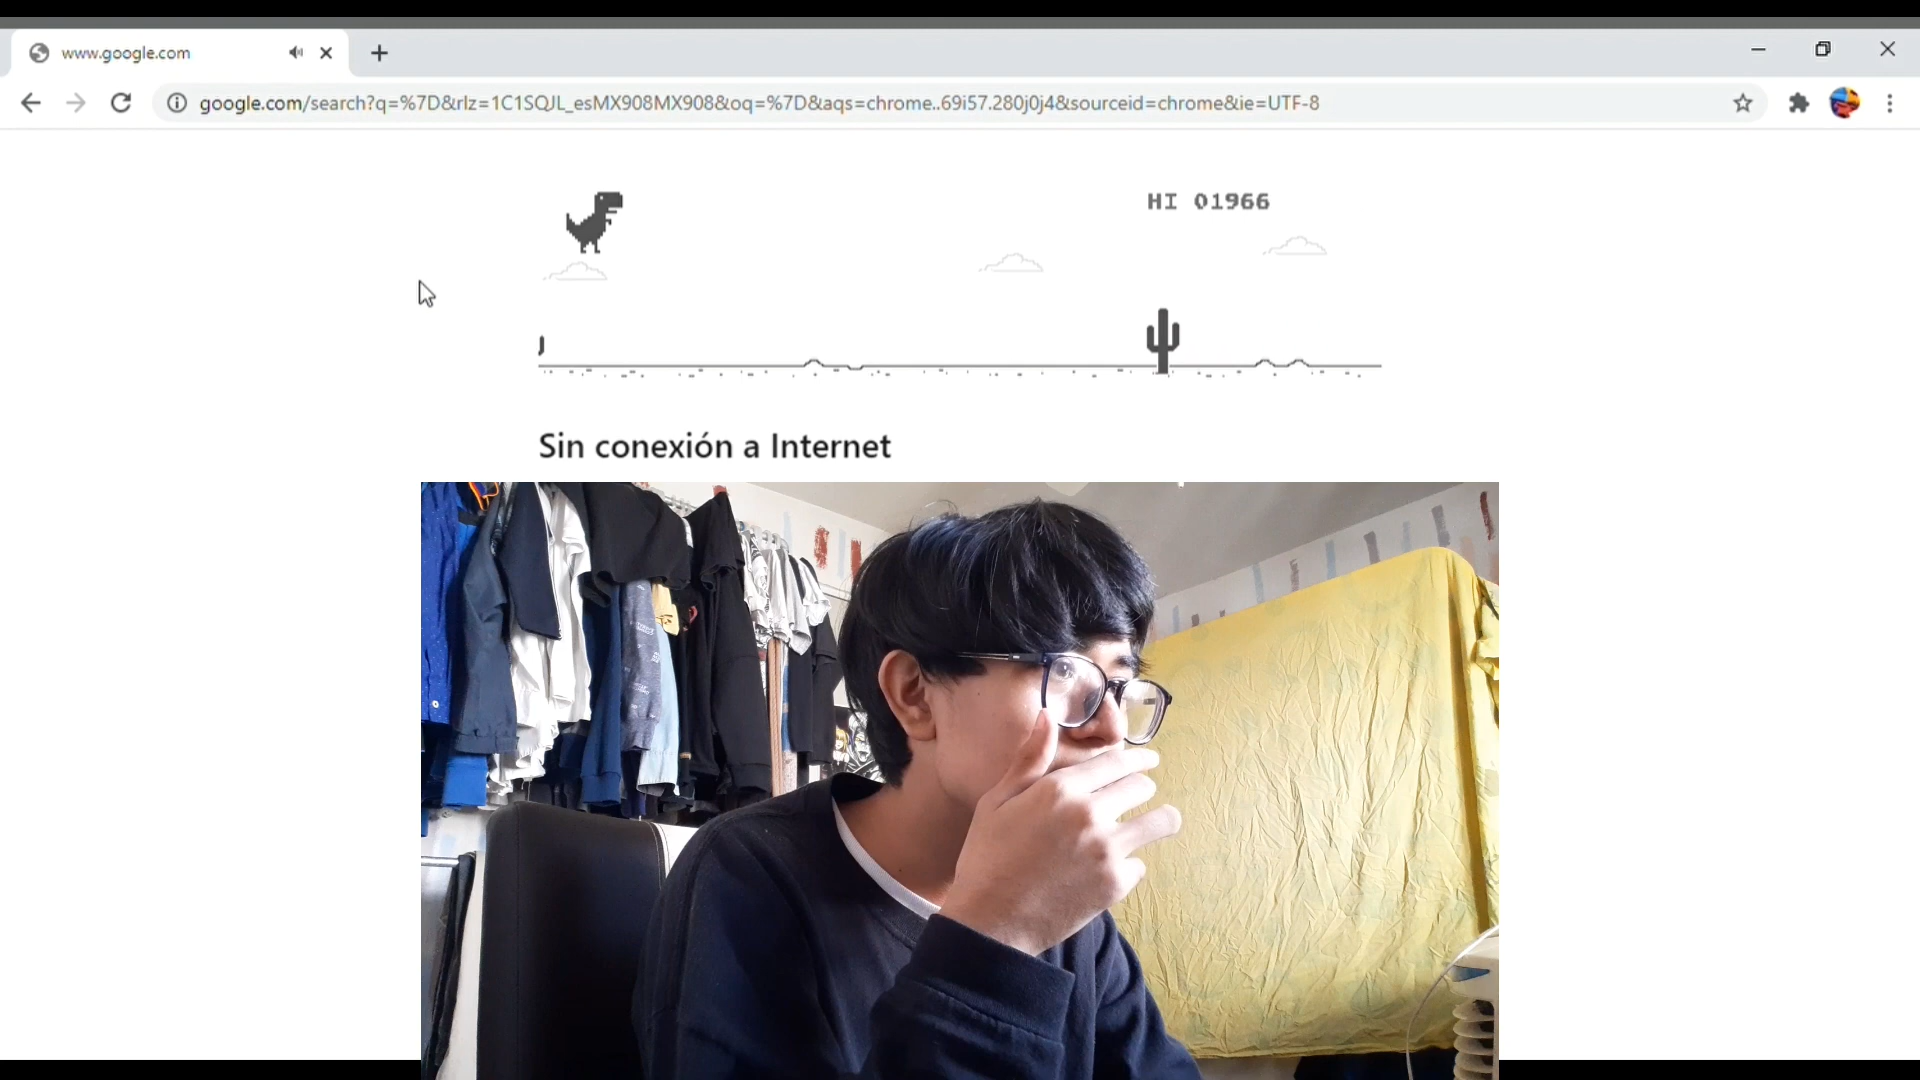 www.google.com
google.com/search?q=%7D&rlz=1C1SQJL_esMX908MX908&oq=%7D&aqs=chrome..69i57.280j0j4&sourceid=chrome&ie=UTF-8
HI 01966
Sin conexión a Internet